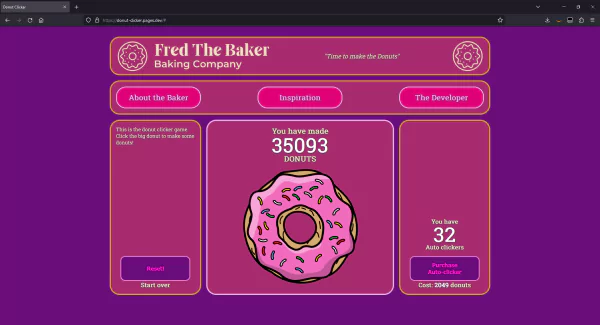 Donut Clicker
https://donut-clicker.pages.dev/#
Fred The Baker
Baking Company
"Time to make the Donuts"
About the Baker
Inspiration
The Developer
This is the donut clicker game.
Click the big donut to make some
donuts!
Reset!
Start over
You have made
35093
DONUTS
You have
32
Auto clickers
Purchase
Auto-clicker
Cost: 2049 donuts